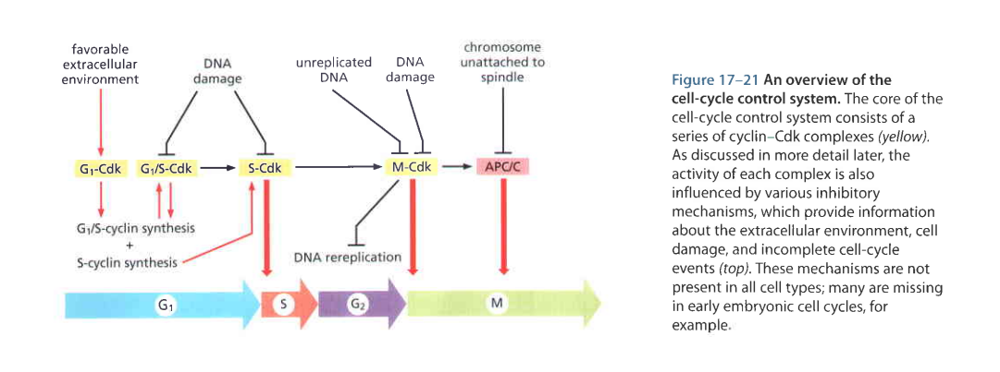 favorable
extracellular
environment
DNA
damage
unreplicated
DNA
DNA
damage
chromosome
unattached to
spindle
G₁-Cdk
G₁/S-Cdk
S-Cdk
M-Cdk
APC/C
G₁/S-cyclin synthesis
+
S-cyclin synthesis
DNA rereplication
G₁
S
G₂
M
Figure 17–21 An overview of the
cell-cycle control system. The core of the
cell-cycle control system consists of a
series of cyclin–Cdk complexes (yellow).
As discussed in more detail later, the
activity of each complex is also
influenced by various inhibitory
mechanisms, which provide information
about the extracellular environment, cell
damage, and incomplete cell-cycle
events (top). These mechanisms are not
present in all cell types; many are missing
in early embryonic cell cycles, for
example.